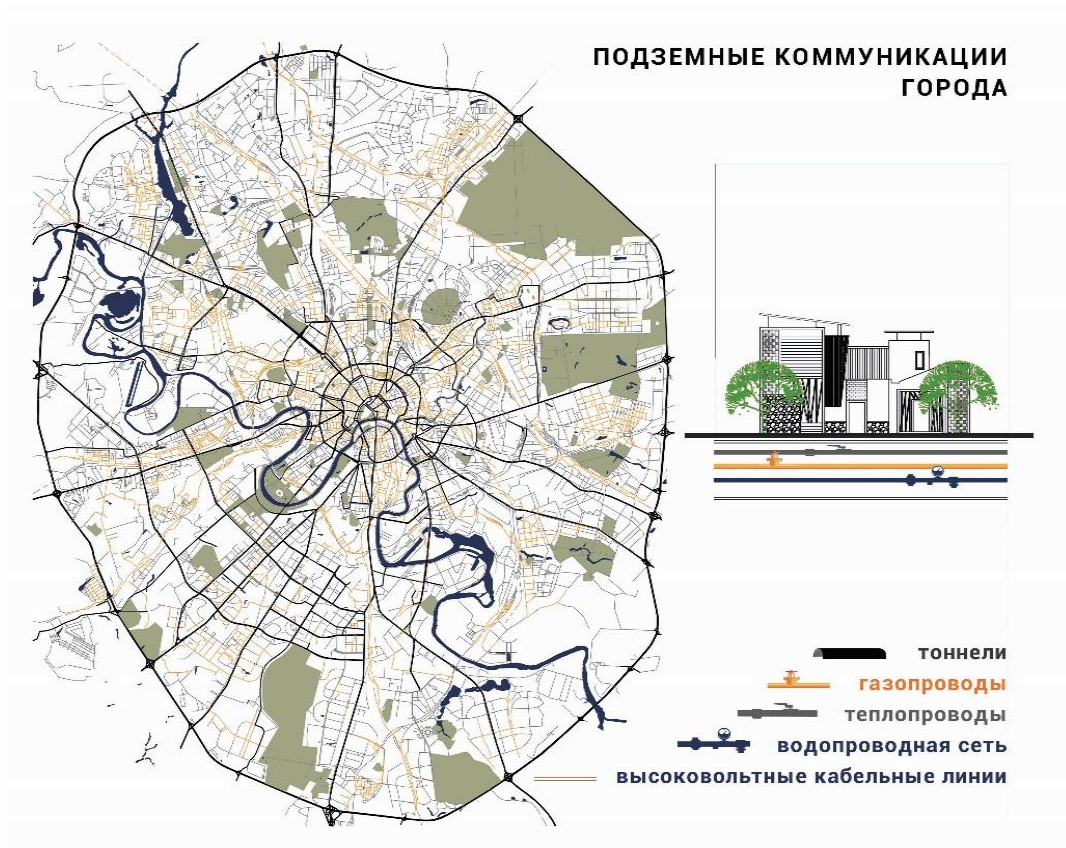 ПОДЗЕМНЫЕ КОММУНИКАЦИИ
ГОРОДА
тоннели
газопроводы
теплопроводы
водопроводная сеть
высоковольтные кабельные линии